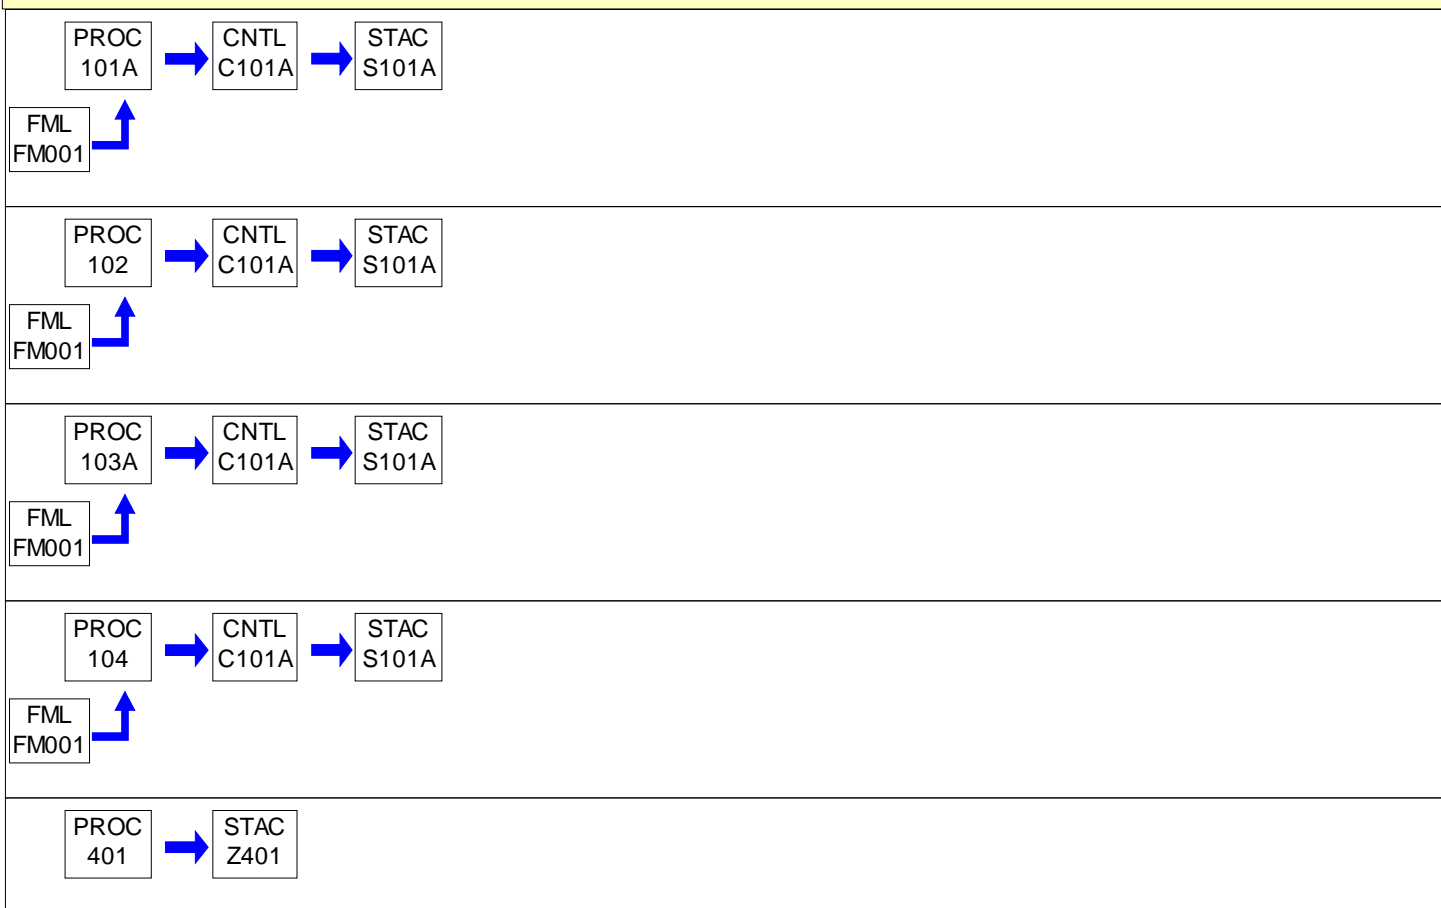 PROC
101A
CNTL
C101A
STAC
S101A
FML
FM001
PROC
102
CNTL
C101A
STAC
S101A
FML
FM001
PROC
103A
CNTL
C101A
STAC
S101A
FML
FM001
PROC
104
CNTL
C101A
STAC
S101A
FML
FM001
PROC
401
STAC
Z401